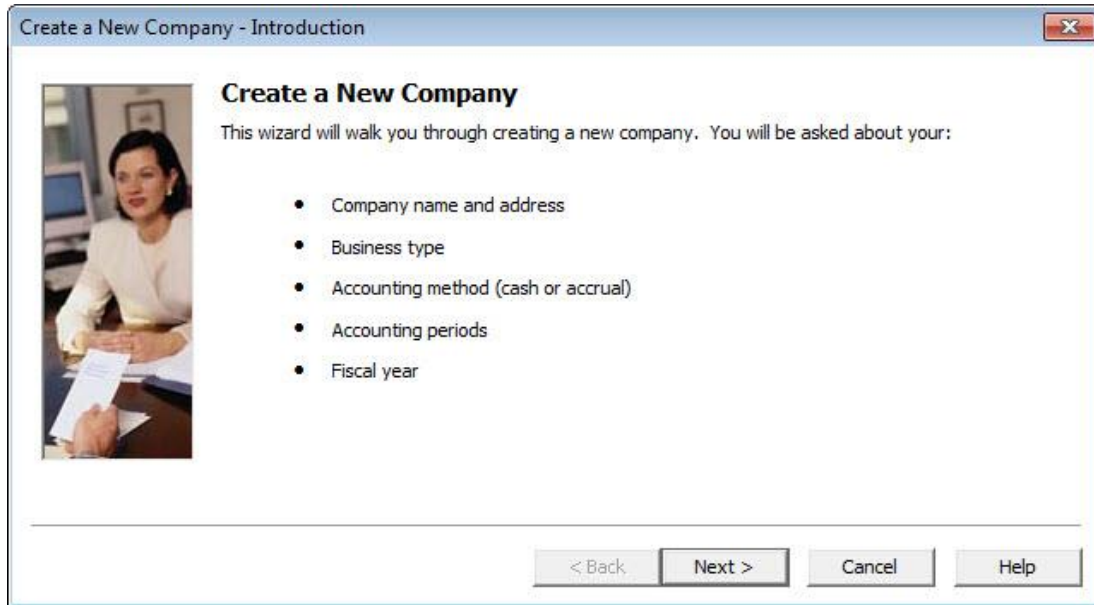 Create a New Company - Introduction
Create a New Company
This wizard will walk you through creating a new company.  You will be asked about your:
• Company name and address
• Business type
• Accounting method (cash or accrual)
• Accounting periods
• Fiscal year
< Back Next > Cancel Help